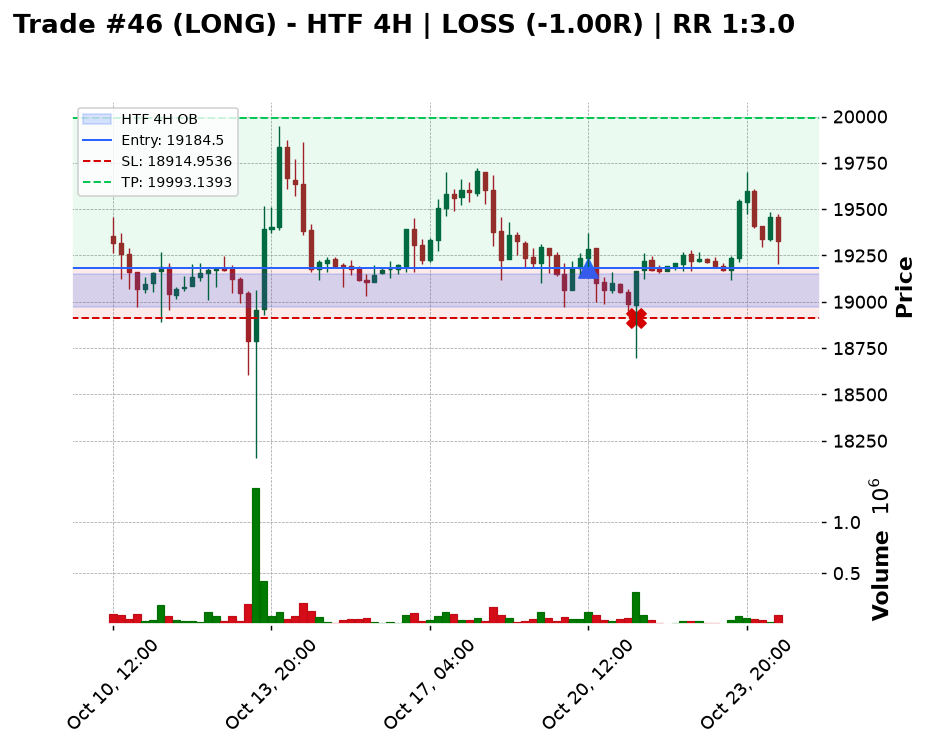 Trade #46 (LONG) - HTF 4H | LOSS (-1.00R) | RR 1:3.0
HTF 4H OB
Entry: 19184.5
SL: 18914.9536
TP: 19993.1393
20000
19750
19500
19250
19000
18750
18500
18250
Price
1.0
0.5
Volume 10^6
Oct 10, 12:00
Oct 13, 20:00
Oct 17, 04:00
Oct 20, 12:00
Oct 23, 20:00